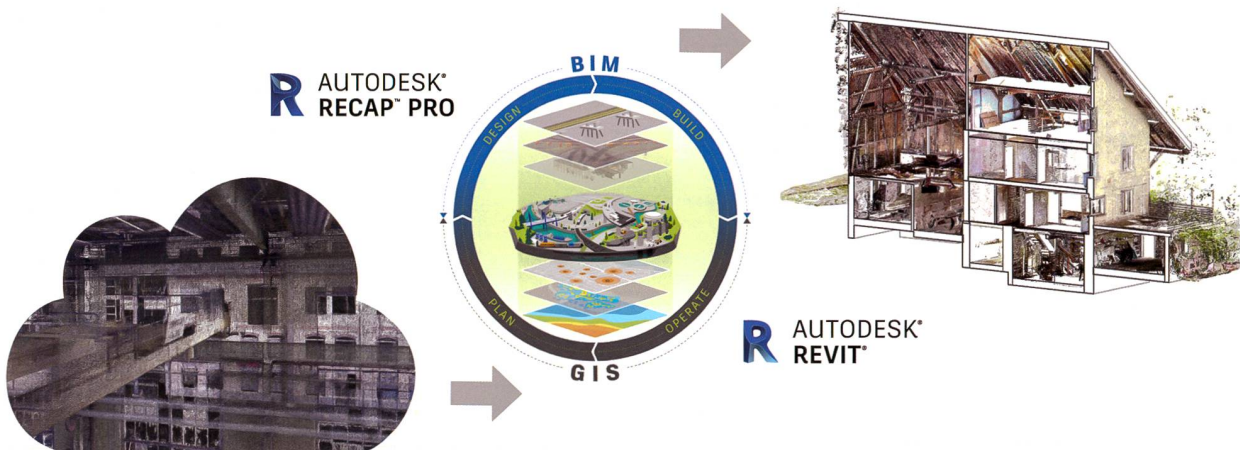 AUTODESK®
RECAP™ PRO
BIM
DESIGN
BUILD
PLAN
OPERATE
GIS
AUTODESK®
REVIT®